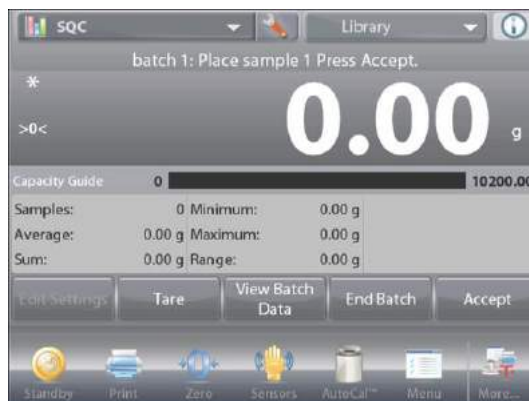 SQC Library
batch 1: Place sample 1 Press Accept.
*
0.00
>0< g
Capacity Guide 0 10200.00
Samples: 0 Minimum: 0.00 g
Average: 0.00 g Maximum: 0.00 g
Sum: 0.00 g Range: 0.00 g
Edit Settings Tare View Batch Data End Batch Accept
Standby Print Zero Sensors AutoCal™ Menu More...